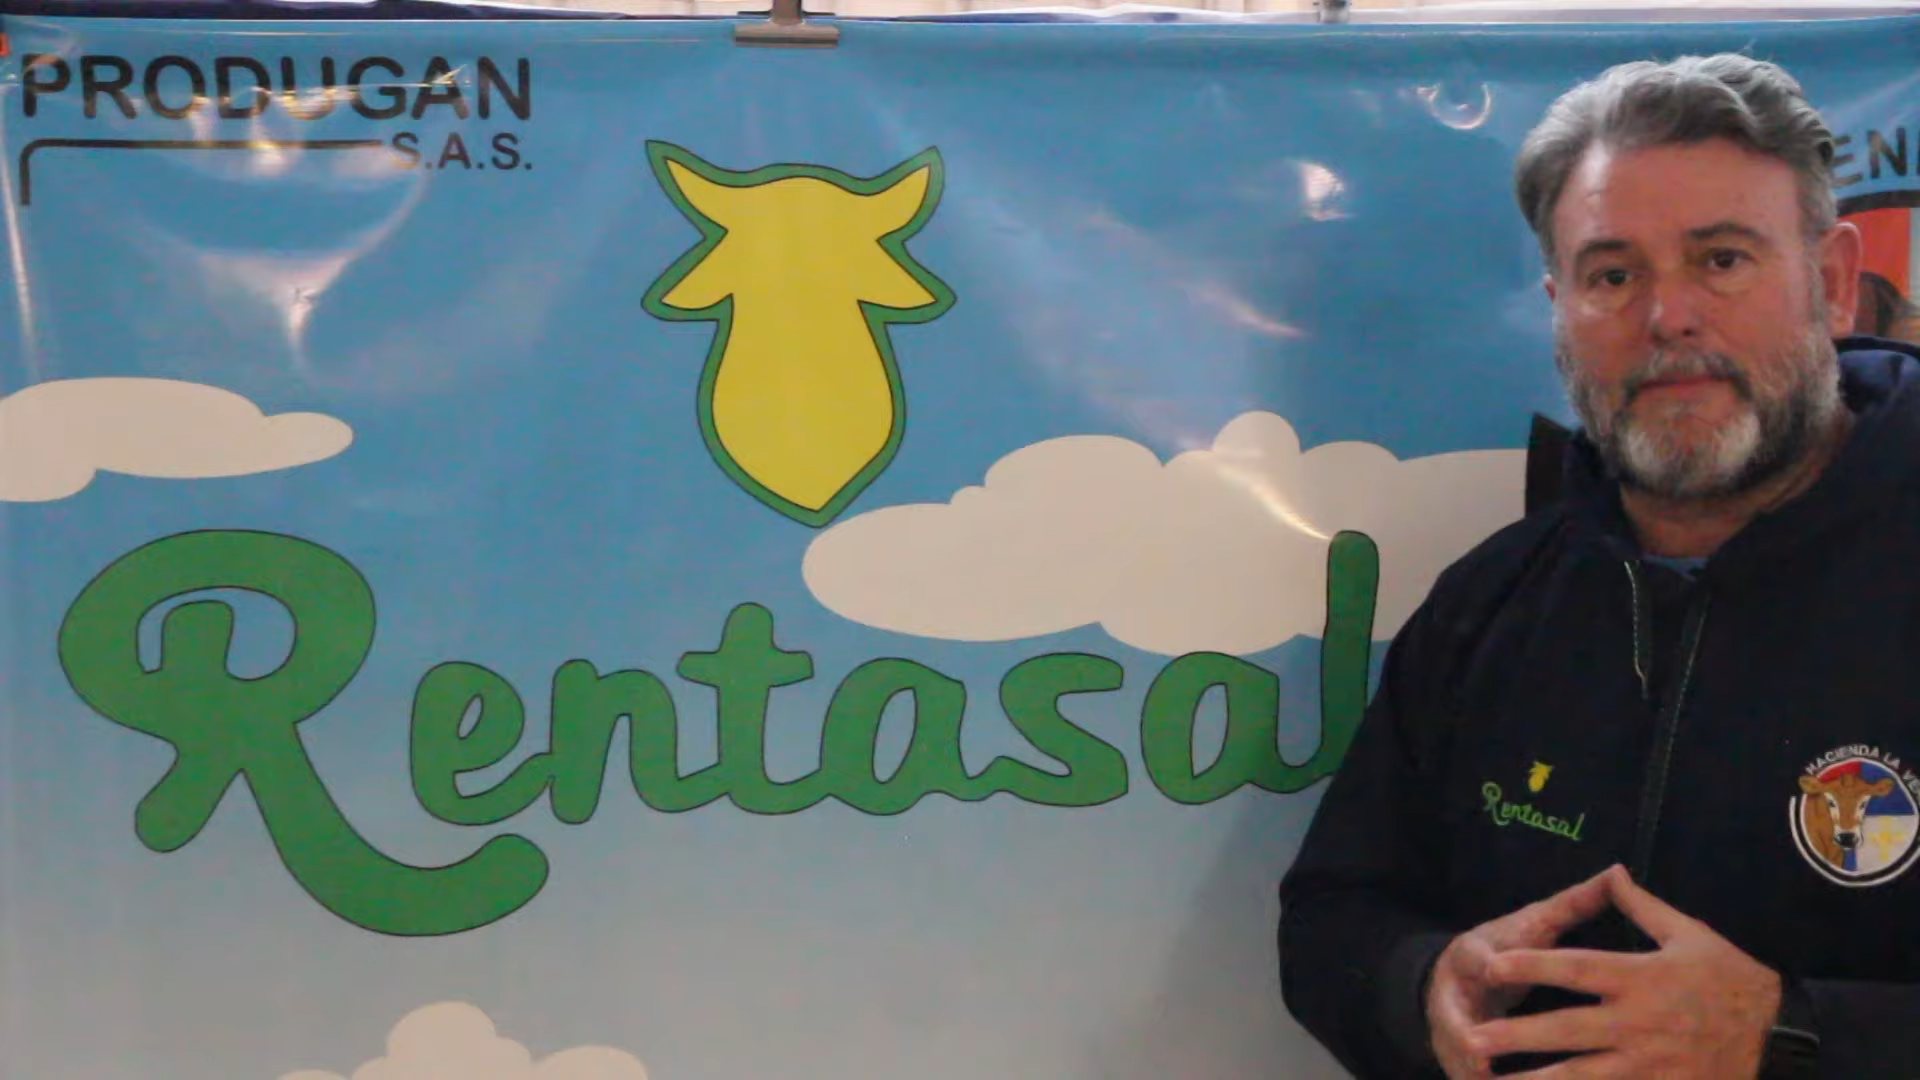 PRODUGAN
S.A.S.
Rentasal
Rentasal
HACIENDA LA